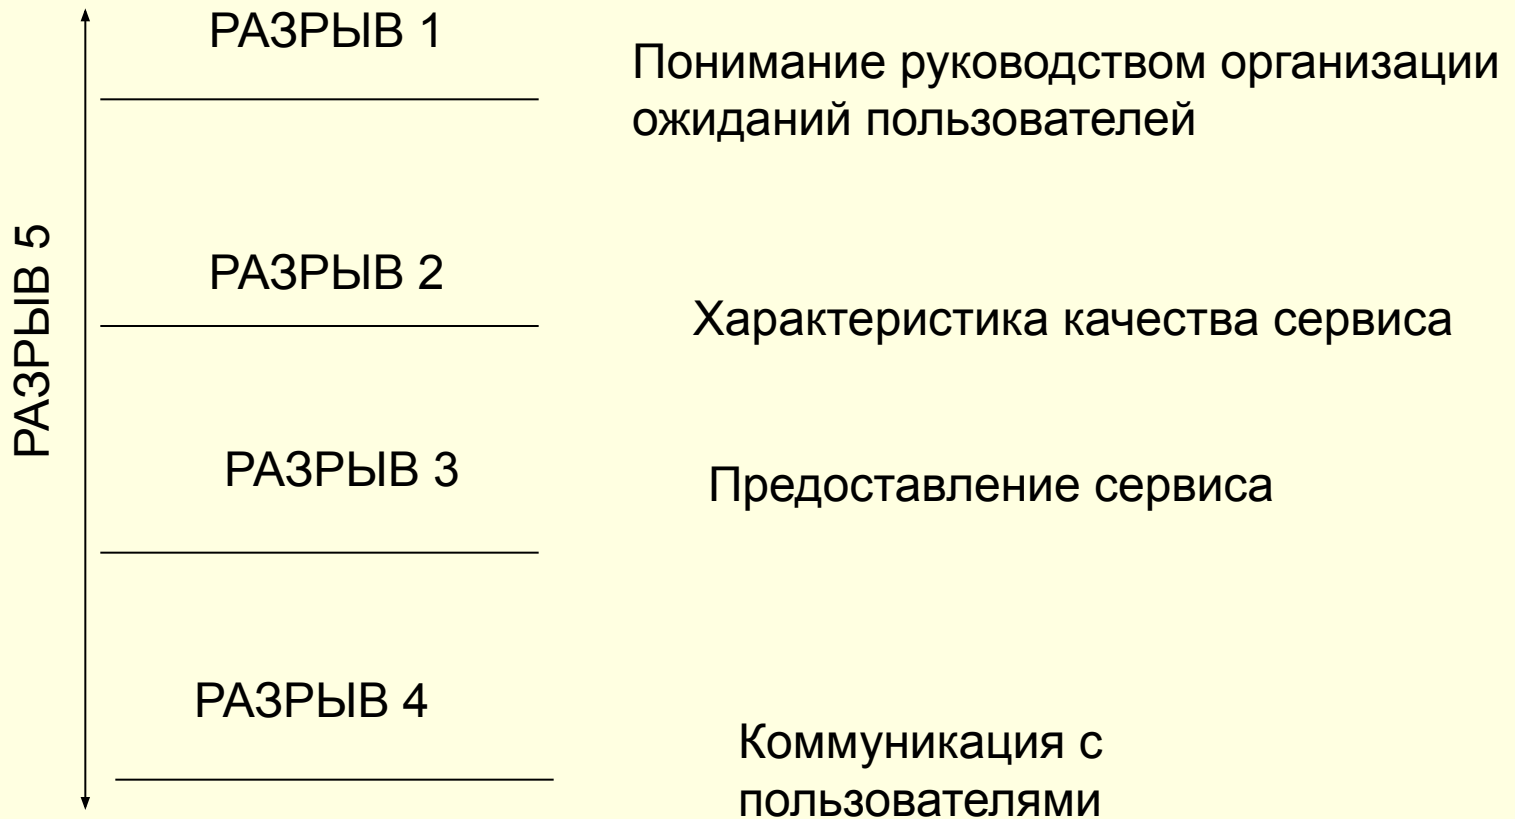 РАЗРЫВ 1
Понимание руководством организации
ожиданий пользователей
РАЗРЫВ 5
РАЗРЫВ 2
Характеристика качества сервиса
РАЗРЫВ 3
Предоставление сервиса
РАЗРЫВ 4
Коммуникация с
пользователями